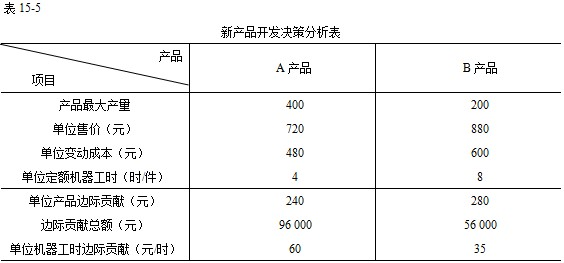 表 15-5
新产品开发决策分析表
产品
项目 A 产品 B 产品
产品最大产量 400 200
单位售价（元） 720 880
单位变动成本（元） 480 600
单位定额机器工时（时/件） 4 8
单位产品边际贡献（元） 240 280
边际贡献总额（元） 96 000 56 000
单位机器工时边际贡献（元/时） 60 35